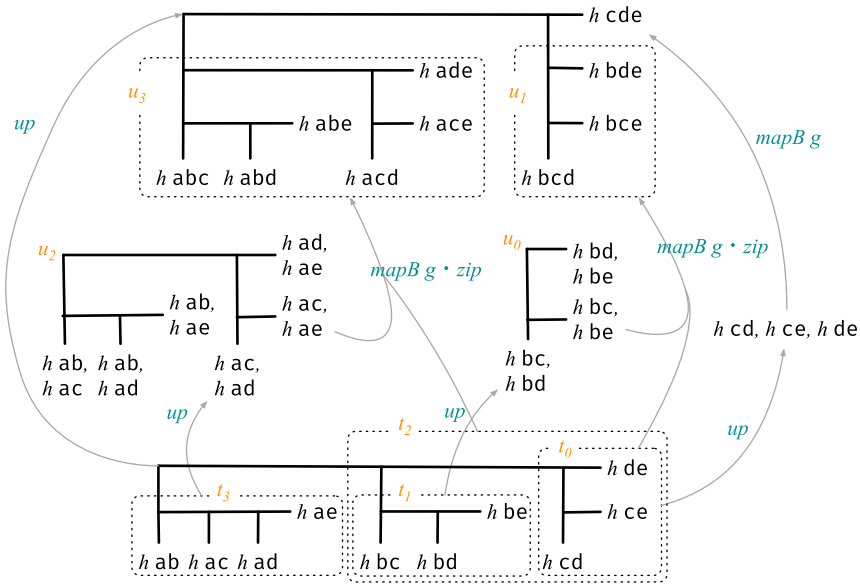 h cde
h ade
h bde
u3
u1
h abe
h ace
h bce
up
mapB g
h abc h abd h acd
h bcd
u2
h ad,
h ae
u0
h bd,
h be
mapB g · zip
mapB g · zip
h ab,
h ae
h ac,
h ae
h bc,
h be
h cd, h ce, h de
h ab,
h ac
h ab,
h ad
h ac,
h ad
h bc,
h bd
up
up
up
t2
t0
h de
t3
t1
h ae
h be
h ce
h ab h ac h ad
h bc h bd
h cd